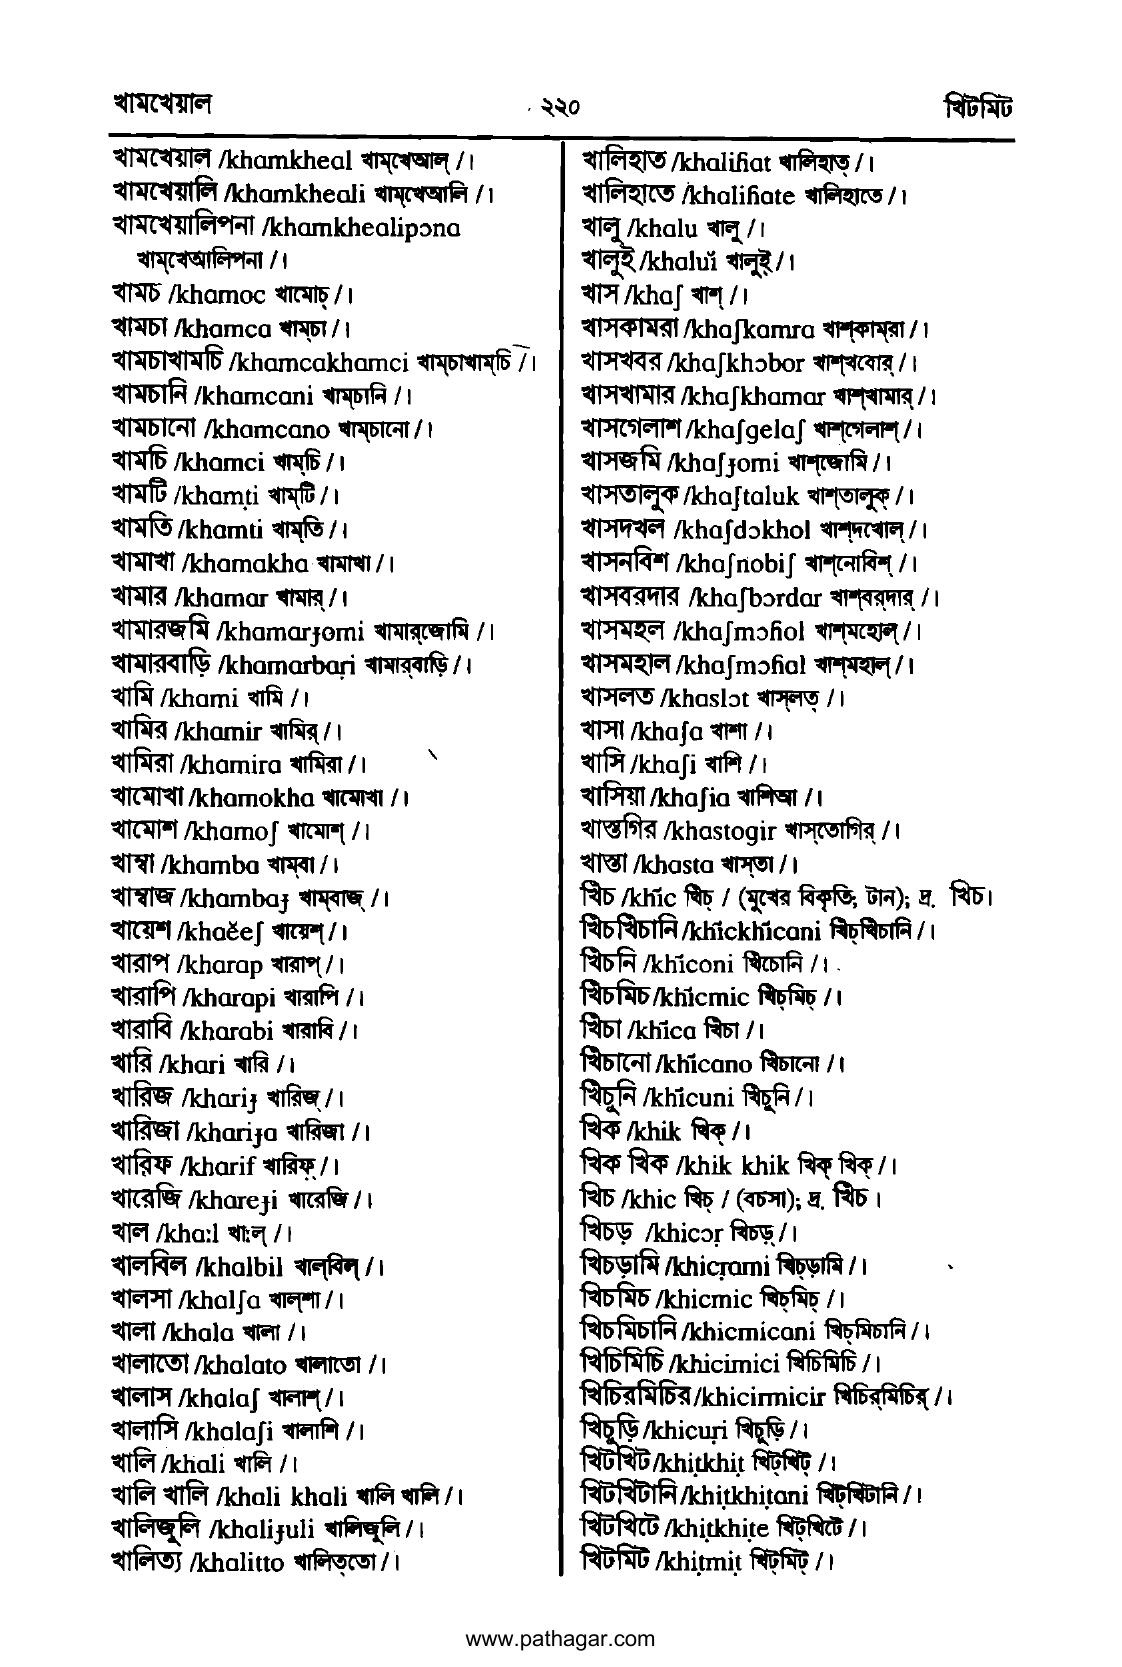 খামখেয়াল ২২০ খিটমিট
খামখেয়াল /khamkheal খাম্‌খেআল্ /।
খামখেয়ালি /khamkheali খাম্‌খেআলি /।
খামখেয়ালিপনা /khamkhealipɔna
খাম্‌খেআলিপনা /।
খামচ /khamoc খামোচ্ /।
খামচা /khamca খাম্‌চা /।
খামচাখামচি /khamcakhamci খাম্‌চাখাম্‌চি /।
খামচানি /khamcani খাম্‌চানি /।
খামচানো /khamcano খাম্‌চানো /।
খামচি /khamci খাম্‌চি /।
খামটি /khamṭi খাম্‌টি /।
খামতি /khamti খাম্‌তি /।
খামাখা /khamakha খামাখা /।
খামার /khamar খামার্ /।
খামারজমি /khamarɟomi খামার্‌জোমি /।
খামারবাড়ি /khamarbaṛi খামার্‌বাড়ি /।
খামি /khami খামি /।
খামির /khamir খামির্ /।
খামিরা /khamira খামিরা /।
খামোখা /khamokha খামোখা /।
খামোশ /khamoʃ খামোশ্ /।
খাম্বা /khamba খাম্‌বা /।
খাম্বাজ /khambaɟ খাম্‌বাজ্ /।
খায়েশ /khaĕeʃ খায়েশ্ /।
খারাপ /kharap খারাপ্ /।
খারাপি /kharapi খারাপি /।
খারাবি /kharabi খারাবি /।
খারি /khari খারি /।
খারিজ /khariɟ খারিজ্ /।
খারিজা /khariɟa খারিজা /।
খারিফ /kharif খারিফ্ /।
খারেজি /khareɟi খারেজি /।
খাল /kha:l খা:ল্ /।
খালবিল /khalbil খাল্‌বিল্ /।
খালসা /khalʃa খাল্‌শা /।
খালা /khala খালা /।
খালাতো /khalato খালাতো /।
খালাস /khalaʃ খালাশ্ /।
খালাসি /khalaʃi খালাশি /।
খালি /khali খালি /।
খালি খালি /khali khali খালি খালি /।
খালিজুলি /khaliɟuli খালিজুলি /।
খালিত্য /khalitto খালিত্‌তো /।
খালিহাত /khaliɦat খালিহাত্ /।
খালিহাতে /khaliɦate খালিহাতে /।
খালু /khalu খালু /।
খালুই /khaluĭ খালুই্ /।
খাস /khaʃ খাশ্ /।
খাসকামরা /khaʃkamra খাশ্‌কাম্‌রা /।
খাসখবর /khaʃkhɔbor খাশ্‌খবোর্ /।
খাসখামার /khaʃkhamar খাশ্‌খামার্ /।
খাসগেলাশ /khaʃgelaʃ খাশ্‌গেলাশ্ /।
খাসজমি /khaʃɟomi খাশ্‌জোমি /।
খাসতালুক /khaʃtaluk খাশ্‌তালুক্ /।
খাসদখল /khaʃdɔkhol খাশ্‌দখোল্ /।
খাসনবিশ /khaʃnobiʃ খাশ্‌নোবিশ্ /।
খাসবরদার /khaʃbɔrdar খাশ্‌বর্‌দার্ /।
খাসমহল /khaʃmɔɦol খাশ্‌মহোল্ /।
খাসমহাল /khaʃmɔɦal খাশ্‌মহাল্ /।
খাসলত /khaslɔt খাস্‌লত্ /।
খাসা /khaʃa খাশা /।
খাসি /khaʃi খাশি /।
খাসিয়া /khaʃia খাশিআ /।
খাস্তগির /khastogir খাস্‌তোগির্ /।
খাস্তা /khasta খাস্‌তা /।
খিঁচ /khĩc খিঁচ্ / (মুখের বিকৃতি; টান); দ্র. খিঁচ।
খিঁচখিঁচানি /khĩckhĩcani খিঁচ্‌খিঁচানি /।
খিঁচনি /khĩconi খিঁচোনি /।
খিঁচমিচ /khĩcmic খিঁচ্‌মিচ্ /।
খিঁচা /khĩca খিঁচা /।
খিঁচানো /khĩcano খিঁচানো /।
খিঁচুনি /khĩcuni খিঁচুনি /।
খিক /khik খিক্ /।
খিক খিক /khik khik খিক্ খিক্ /।
খিচ /khic খিচ্ / (বচসা); দ্র. খিঁচ।
খিচড় /khicɔṛ খিচড়্ /।
খিচড়ামি /khicṛami খিচ্‌ড়ামি /।
খিচমিচ /khicmic খিচ্‌মিচ্ /।
খিচমিচানি /khicmicani খিচ্‌মিচানি /।
খিচিমিচি /khicimici খিচিমিচি /।
খিচিরমিচির /khicirmicir খিচির্‌মিচির্ /।
খিচুড়ি /khicuṛi খিচুড়ি /।
খিটখিট /khiṭkhiṭ খিট্‌খিট্ /।
খিটখিটানি /khiṭkhiṭani খিট্‌খিটানি /।
খিটখিটে /khiṭkhiṭe খিট্‌খিটে /।
খিটমিট /khiṭmiṭ খিট্‌মিট্ /।
www.pathagar.com